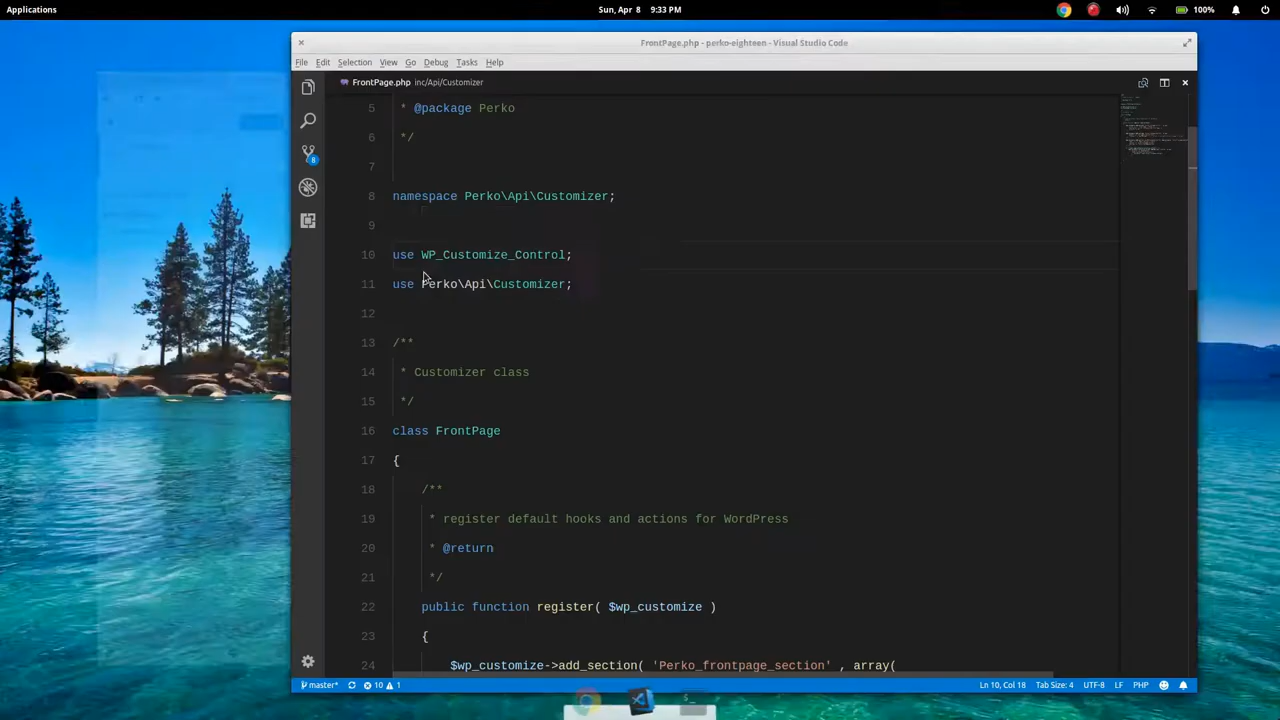 Applications
Sun, Apr 8 9:33 PM
100%
FrontPage.php - perko-eighteen - Visual Studio Code
File Edit Selection View Go Debug Tasks Help
FrontPage.php inc/Api/Customizer
5 * @package Perko
6 */
7
8 namespace Perko\Api\Customizer;
9
10 use WP_Customize_Control;
11 use Perko\Api\Customizer;
12
13 /**
14 * Customizer class
15 */
16 class FrontPage
17 {
18 /**
19 * register default hooks and actions for WordPress
20 * @return
21 */
22 public function register( $wp_customize )
23 {
24 $wp_customize->add_section( 'Perko_frontpage_section' , array(
8
master* 10 1 Ln 10, Col 18 Tab Size: 4 UTF-8 LF PHP